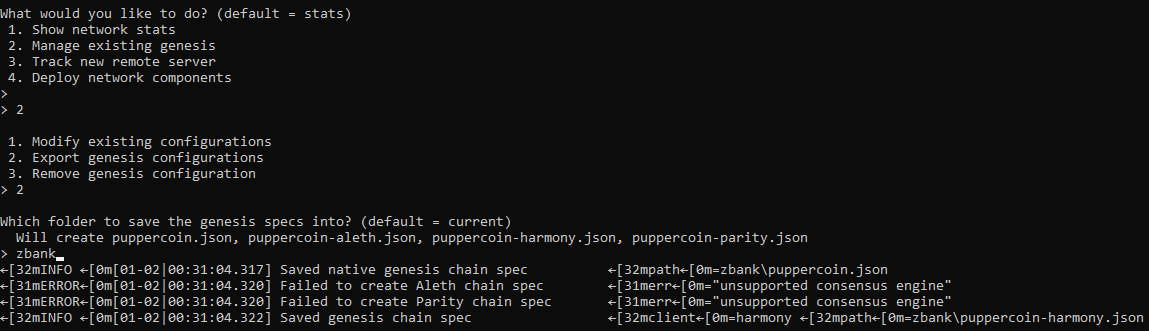 What would you like to do? (default = stats)
 1. Show network stats
 2. Manage existing genesis
 3. Track new remote server
 4. Deploy network components
>
> 2

 1. Modify existing configurations
 2. Export genesis configurations
 3. Remove genesis configuration
> 2

Which folder to save the genesis specs into? (default = current)
  Will create puppercoin.json, puppercoin-aleth.json, puppercoin-harmony.json, puppercoin-parity.json
> zbank_
←[32mINFO ←[0m[01-02|00:31:04.317] Saved native genesis chain spec          ←[32mpath←[0m=zbank\puppercoin.json
←[31mERROR←[0m[01-02|00:31:04.320] Failed to create Aleth chain spec        ←[31merr←[0m="unsupported consensus engine"
←[31mERROR←[0m[01-02|00:31:04.320] Failed to create Parity chain spec       ←[31merr←[0m="unsupported consensus engine"
←[32mINFO ←[0m[01-02|00:31:04.322] Saved genesis chain spec                 ←[32mclient←[0m=harmony ←[32mpath←[0m=zbank\puppercoin-harmony.json